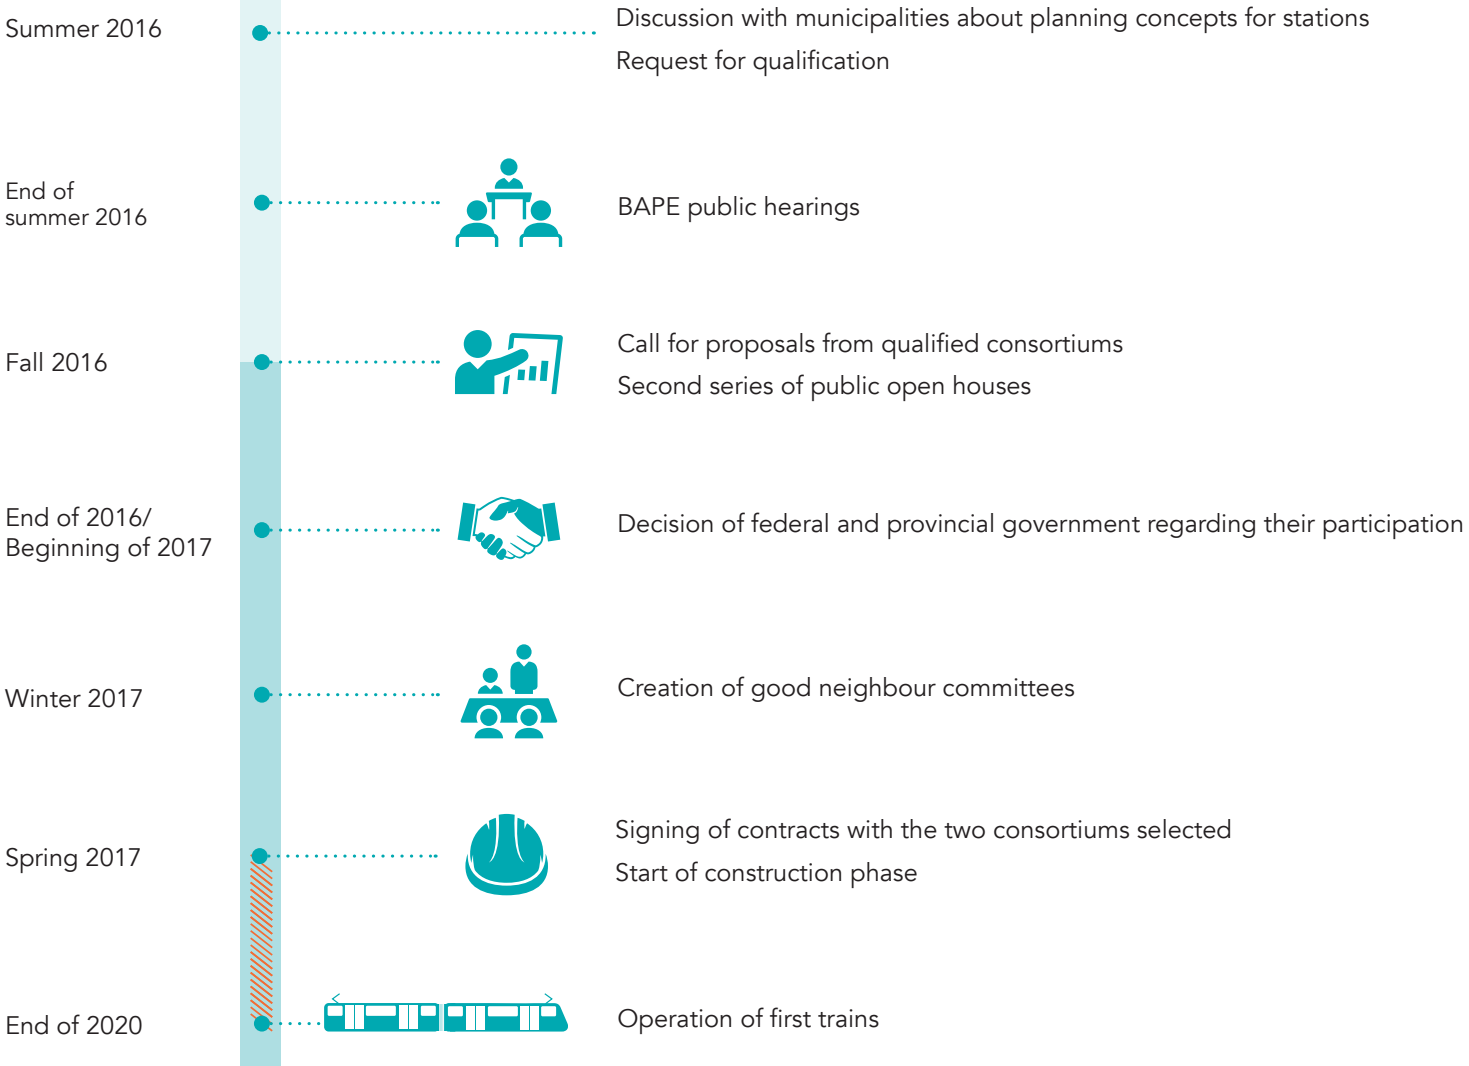 Summer 2016
Discussion with municipalities about planning concepts for stations
Request for qualification
End of
summer 2016
BAPE public hearings
Fall 2016
Call for proposals from qualified consortiums
Second series of public open houses
End of 2016/
Beginning of 2017
Decision of federal and provincial government regarding their participation
Winter 2017
Creation of good neighbour committees
Spring 2017
Signing of contracts with the two consortiums selected
Start of construction phase
End of 2020
Operation of first trains